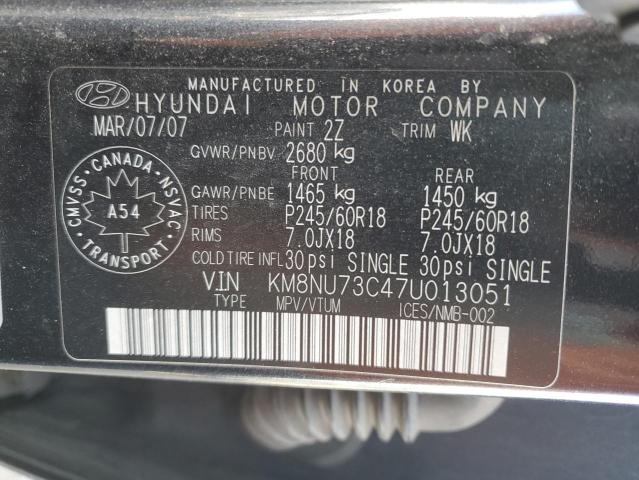 MANUFACTURED IN KOREA BY
HYUNDAI MOTOR COMPANY
MAR/07/07 PAINT 2Z TRIM WK
GVWR/PNBV 2680 kg
FRONT REAR
GAWR/PNBE 1465 kg 1450 kg
TIRES P245/60R18 P245/60R18
RIMS 7.0JX18 7.0JX18
COLD TIRE INFL 30psi SINGLE 30psi SINGLE
VIN KM8NU73C47U013051
TYPE MPV/VTUM ICES/NMB-002
CMVSS CANADA NSVAC
A54
TRANSPORT